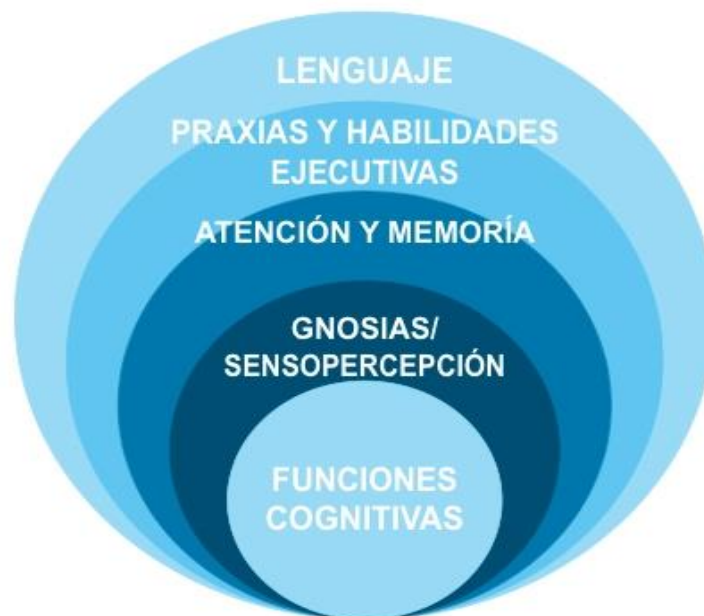 LENGUAJE
PRAXIAS Y HABILIDADES
EJECUTIVAS
ATENCIÓN Y MEMORÍA
GNOSIAS/
SENSOPERCEPCIÓN
FUNCIONES
COGNITIVAS